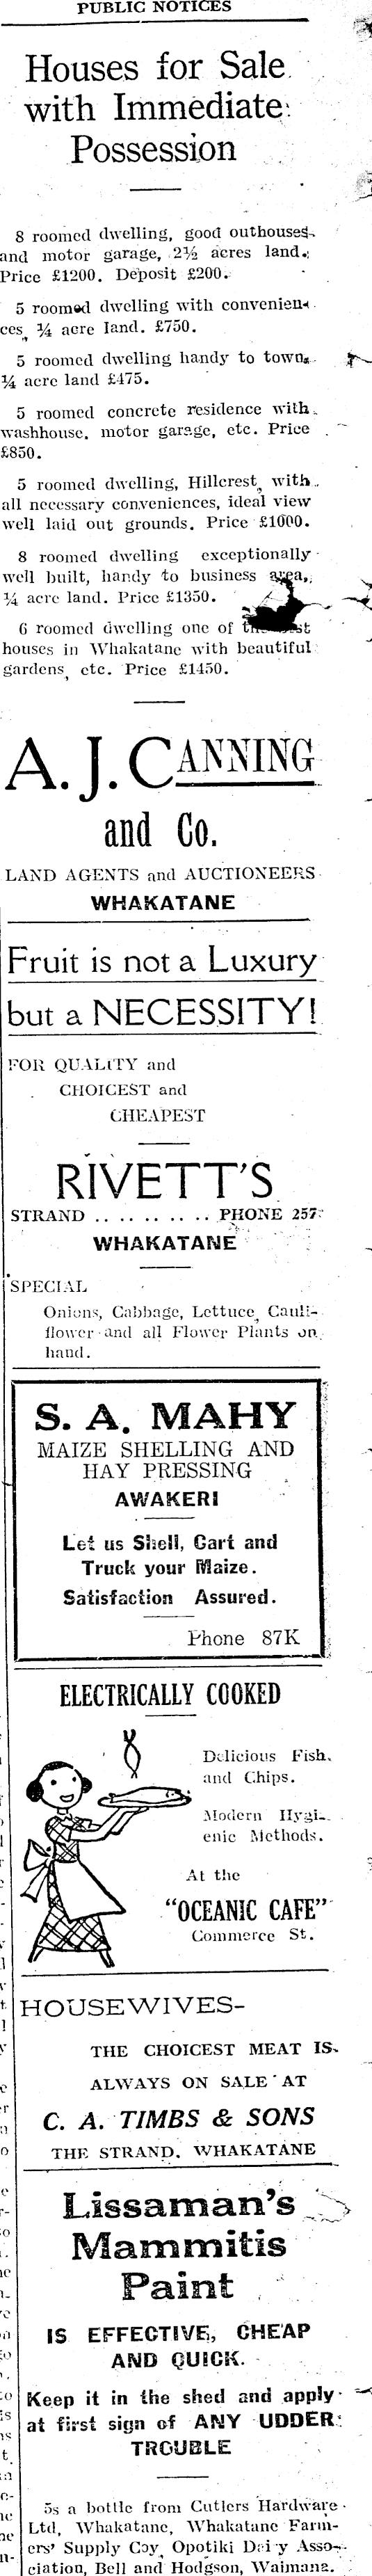 PUBLIC NOTICES
Houses for Sale
with Immediate
Possession
8 roomed dwelling, good outhouses,
and motor garage, 2½ acres land.
Price £1200. Deposit £200.
5 roomed dwelling with convenien-
ces, ¼ acre land. £750.
5 roomed dwelling handy to town,
¼ acre land £475.
5 roomed concrete residence with
washhouse, motor garage, etc. Price
£850.
5 roomed dwelling, Hillcrest, with
all necessary conveniences, ideal view
well laid out grounds. Price £1000.
8 roomed dwelling exceptionally
well built, handy to business area,
¼ acre land. Price £1350.
6 roomed dwelling one of
houses in Whakatane with beautiful
gardens, etc. Price £1450.
A. J. CANNING
and Co.
LAND AGENTS and AUCTIONEERS
WHAKATANE
Fruit is not a Luxury
but a NECESSITY!
FOR QUALITY and
CHOICEST and
CHEAPEST
RIVETT'S
STRAND .. .. .. .. .. PHONE 257
WHAKATANE
SPECIAL
Onions, Cabbage, Lettuce, Cauli-
flower and all Flower Plants on
hand.
S. A. MAHY
MAIZE SHELLING AND
HAY PRESSING
AWAKERI
Let us Shell, Cart and
Truck your Maize.
Satisfaction Assured.
Phone 87K
ELECTRICALLY COOKED
Delicious Fish
and Chips.
Modern Hygi-
enic Methods.
At the
"OCEANIC CAFE"
Commerce St.
HOUSEWIVES-
THE CHOICEST MEAT IS
ALWAYS ON SALE AT
C. A. TIMBS & SONS
THE STRAND, WHAKATANE
Lissaman's
Mammitis
Paint
IS EFFECTIVE, CHEAP
AND QUICK.
Keep it in the shed and apply
at first sign of ANY UDDER
TROUBLE
5s a bottle from Cutlers Hardware
Ltd, Whakatane, Whakatane Farm-
ers' Supply Coy, Opotiki Dairy Asso-
ciation, Bell and Hodgson, Waimana.